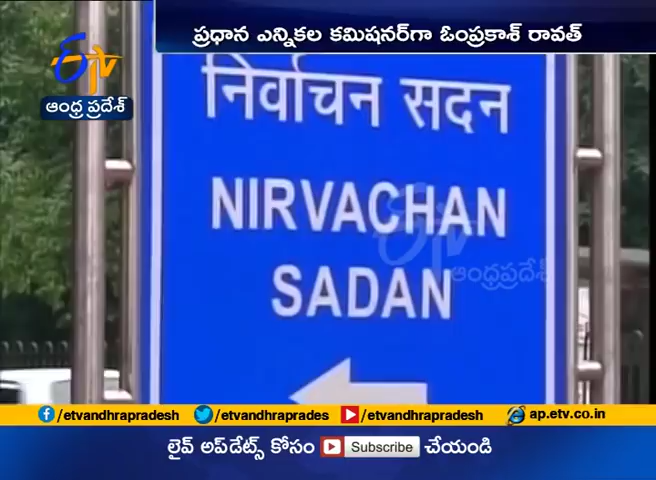 ప్రధాన ఎన్నికల కమిషనర్‌గా ఓంప్రకాశ్ రావత్
etv
ఆంధ్ర ప్రదేశ్
निर्वाचन सदन
NIRVACHAN
SADAN
etv
ఆంధ్రప్రదేశ్
/etvandhrapradesh /etvandhraprades /etvandhrapradesh ap.etv.co.in
లైవ్ అప్‌డేట్స్ కోసం Subscribe చేయండి